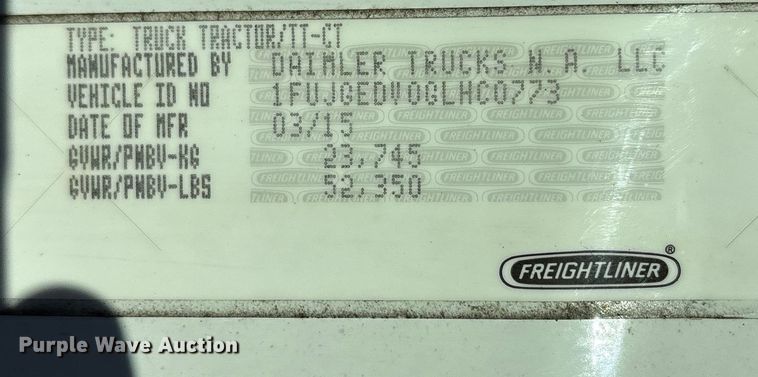 TYPE: TRUCK TRACTOR/TT-CT
MANUFACTURED BY DAIMLER TRUCKS N.A. LLC
VEHICLE ID NO 1FUJGEDV0GLHC0773
DATE OF MFR 03/15
GVWR/PNBV-KG 23,745
GVWR/PNBV-LBS 52,350
FREIGHTLINER®
Purple Wave Auction